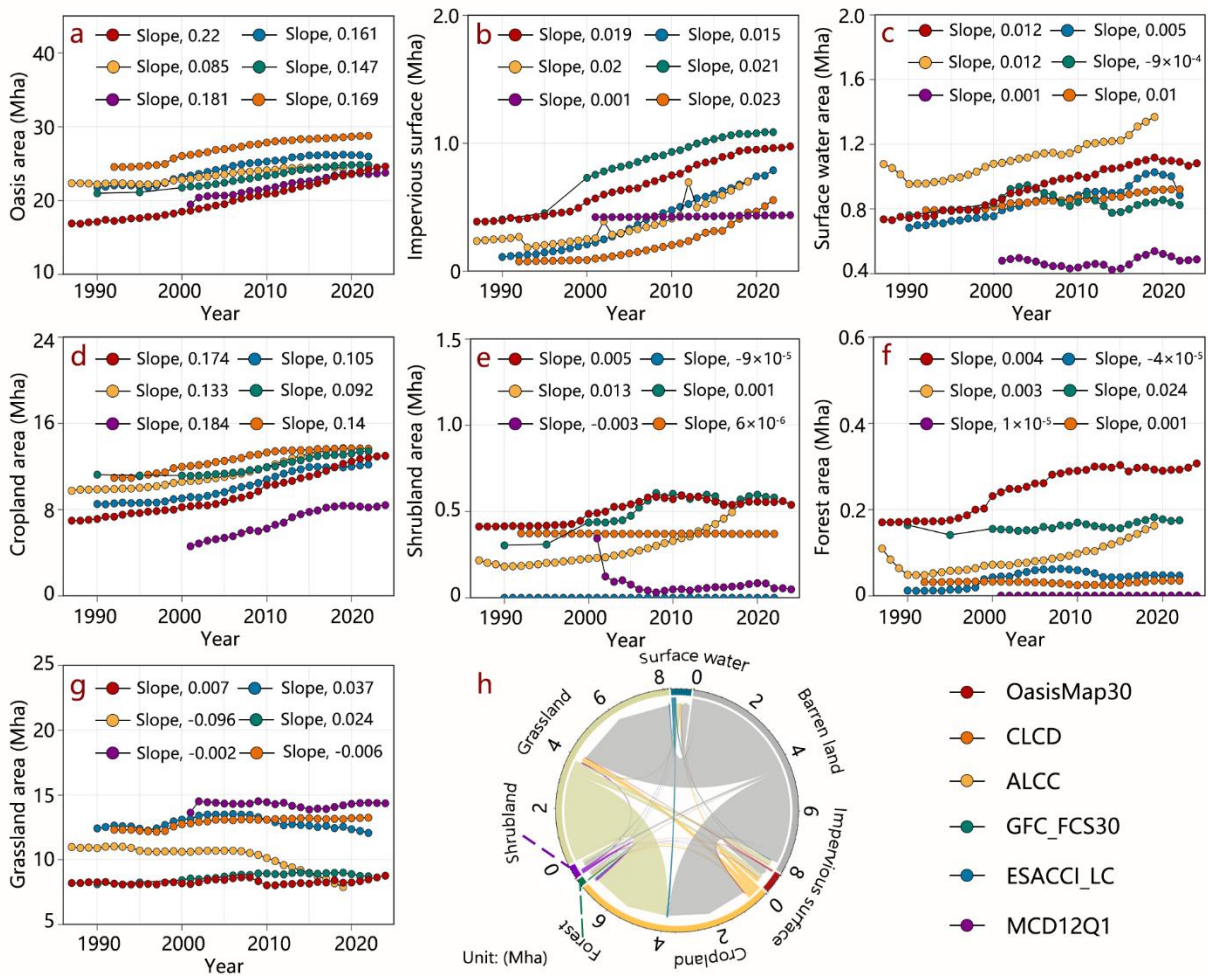 a
Slope, 0.22
Slope, 0.161
Slope, 0.085
Slope, 0.147
Slope, 0.181
Slope, 0.169
Oasis area (Mha)
40
30
20
10
1990 2000 2010 2020
Year
b
Slope, 0.019
Slope, 0.015
Slope, 0.02
Slope, 0.021
Slope, 0.001
Slope, 0.023
Impervious surface (Mha)
2.0
1.0
0
1990 2000 2010 2020
Year
c
Slope, 0.012
Slope, 0.005
Slope, 0.012
Slope, -9×10⁻⁴
Slope, 0.001
Slope, 0.01
Surface water area (Mha)
2.0
1.6
1.2
0.8
0.4
1990 2000 2010 2020
Year
d
Slope, 0.174
Slope, 0.105
Slope, 0.133
Slope, 0.092
Slope, 0.184
Slope, 0.14
Cropland area (Mha)
24
16
8
0
1990 2000 2010 2020
Year
e
Slope, 0.005
Slope, -9×10⁻⁵
Slope, 0.013
Slope, 0.001
Slope, -0.003
Slope, 6×10⁻⁶
Shrubland area (Mha)
1.5
1.0
0.5
0
1990 2000 2010 2020
Year
f
Slope, 0.004
Slope, -4×10⁻⁵
Slope, 0.003
Slope, 0.024
Slope, 1×10⁻⁵
Slope, 0.001
Forest area (Mha)
0.6
0.4
0.2
0
1990 2000 2010 2020
Year
g
Slope, 0.007
Slope, 0.037
Slope, -0.096
Slope, 0.024
Slope, -0.002
Slope, -0.006
Grassland area (Mha)
25
20
15
10
5
1990 2000 2010 2020
Year
h
Surface water
0 2 4 6 8
Barren land
Impervious surface
0 2 4 6
Cropland
Forest
Shrubland
0 2 4 6 8
Grassland
Unit: (Mha)
OasisMap30
CLCD
ALCC
GFC_FCS30
ESACCI_LC
MCD12Q1